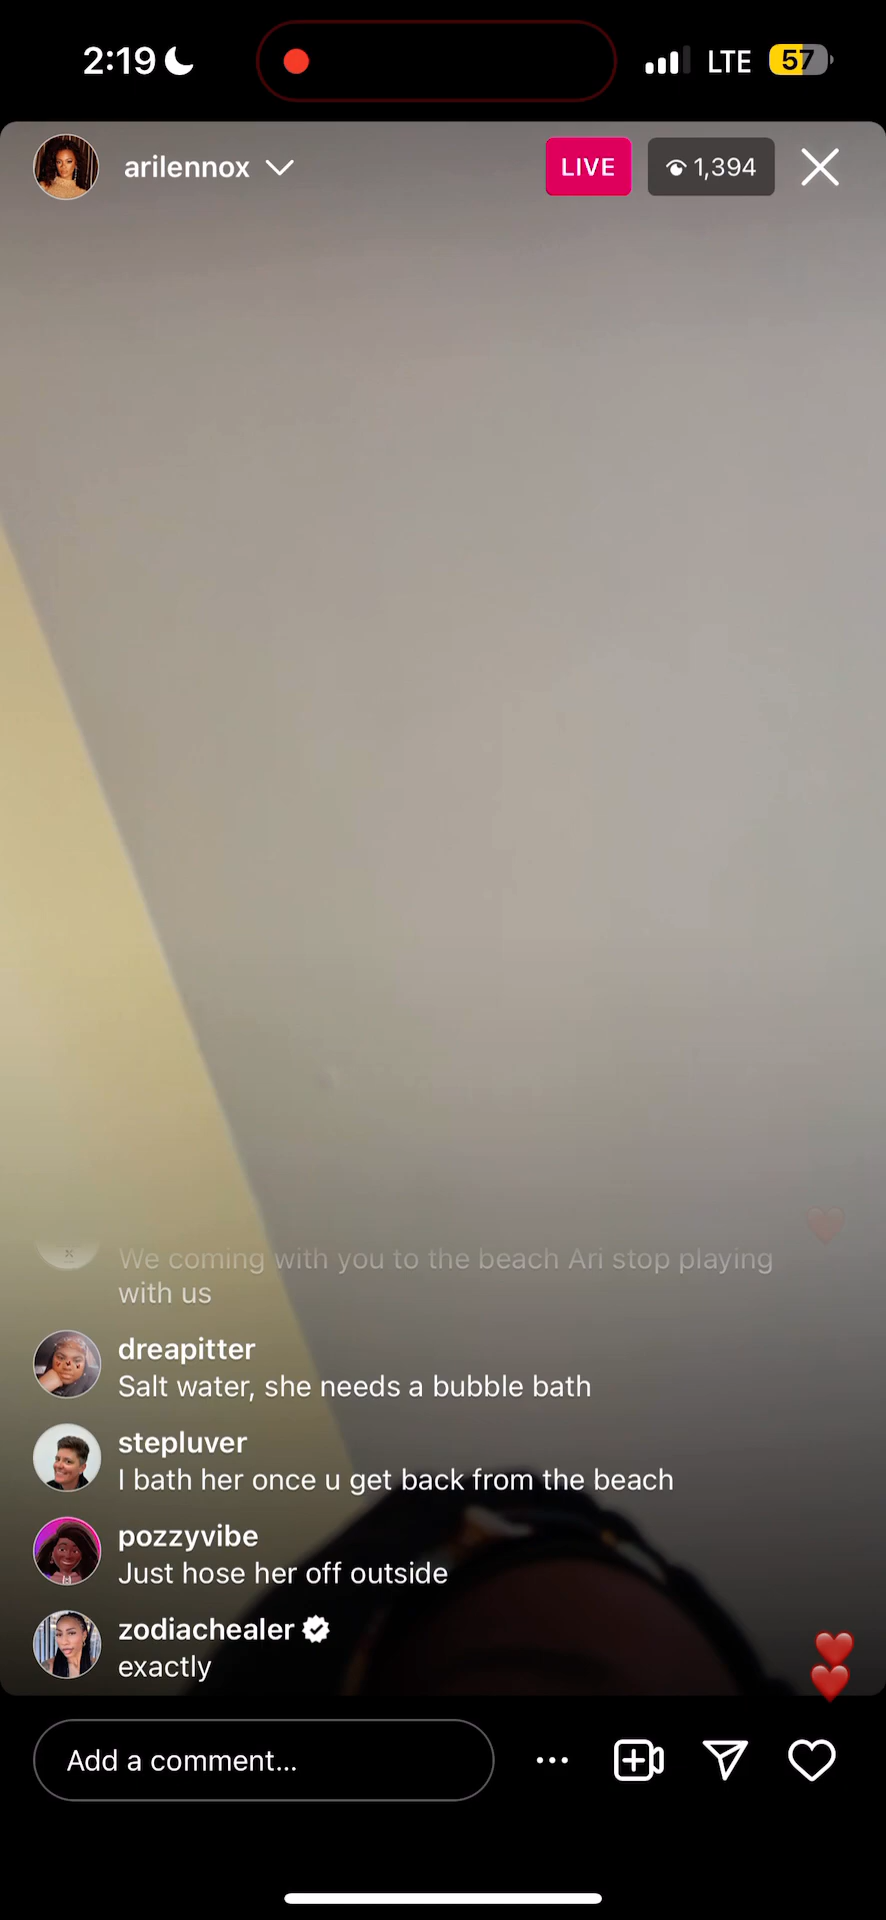 2:19
LTE
57
arilennox
LIVE
1,394
We coming with you to the beach Ari stop playing
with us
dreapitter
Salt water, she needs a bubble bath
stepluver
I bath her once u get back from the beach
pozzyvibe
Just hose her off outside
zodiachealer
exactly
Add a comment...